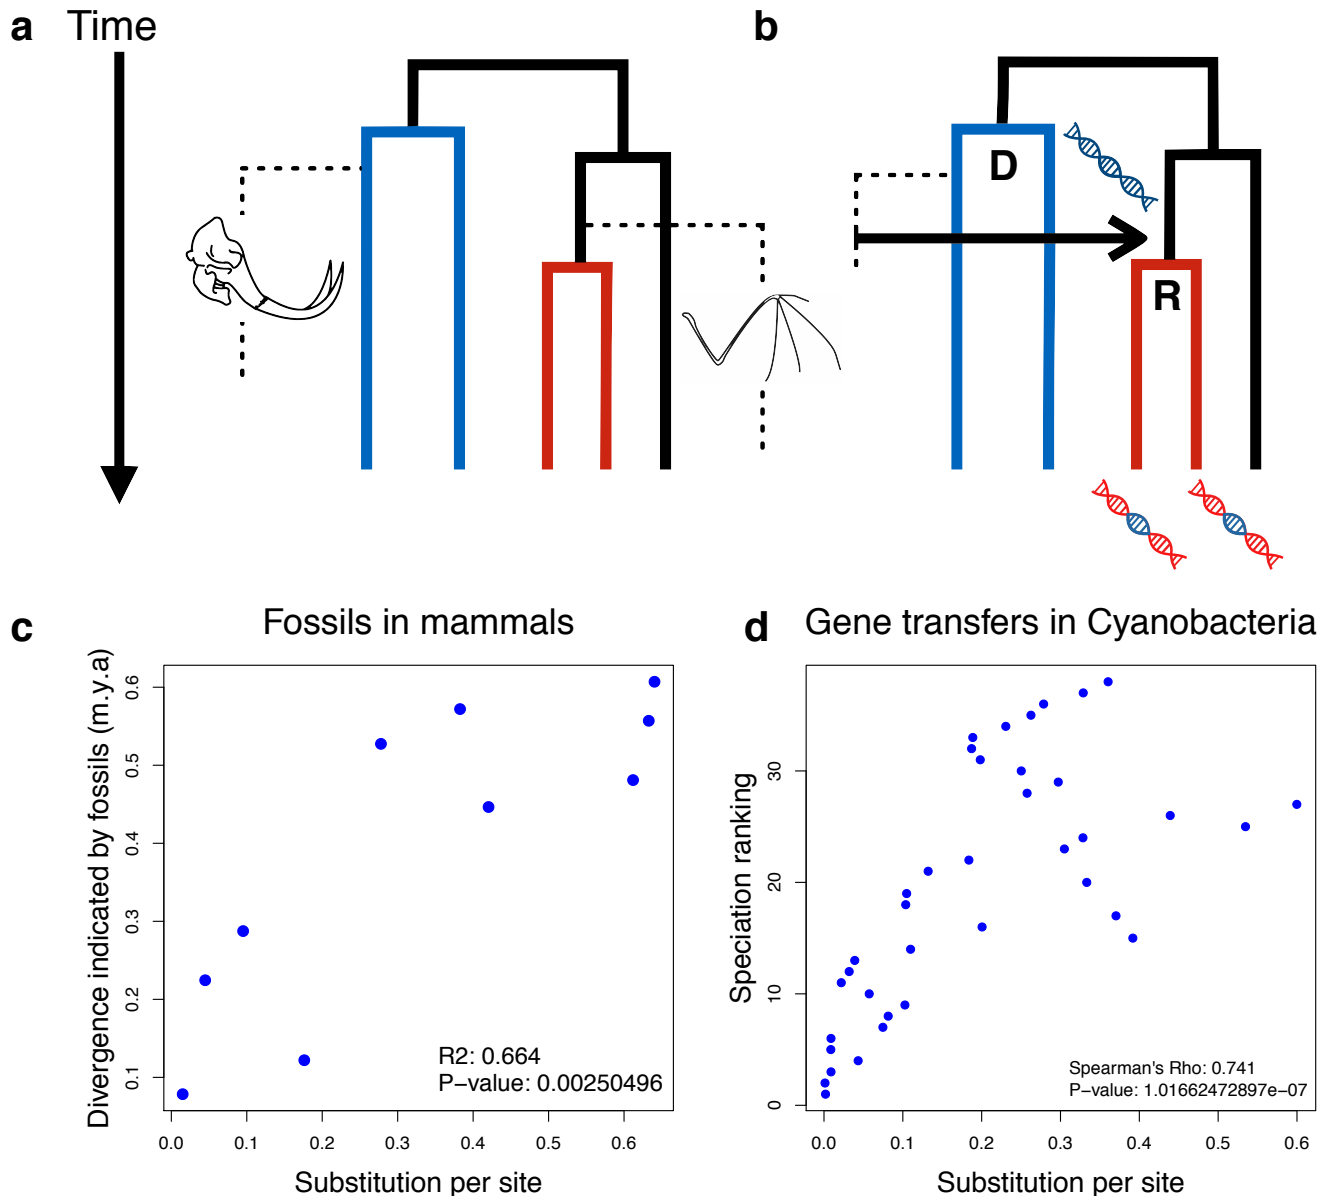 a Time
b
D
R
c Fossils in mammals
Divergence indicated by fossils (m.y.a)
0.6
0.5
0.4
0.3
0.2
0.1
R2: 0.664
P-value: 0.00250496
0.0 0.1 0.2 0.3 0.4 0.5 0.6
Substitution per site
d Gene transfers in Cyanobacteria
Speciation ranking
30
20
10
0
Spearman's Rho: 0.741
P-value: 1.01662472897e-07
0.0 0.1 0.2 0.3 0.4 0.5 0.6
Substitution per site